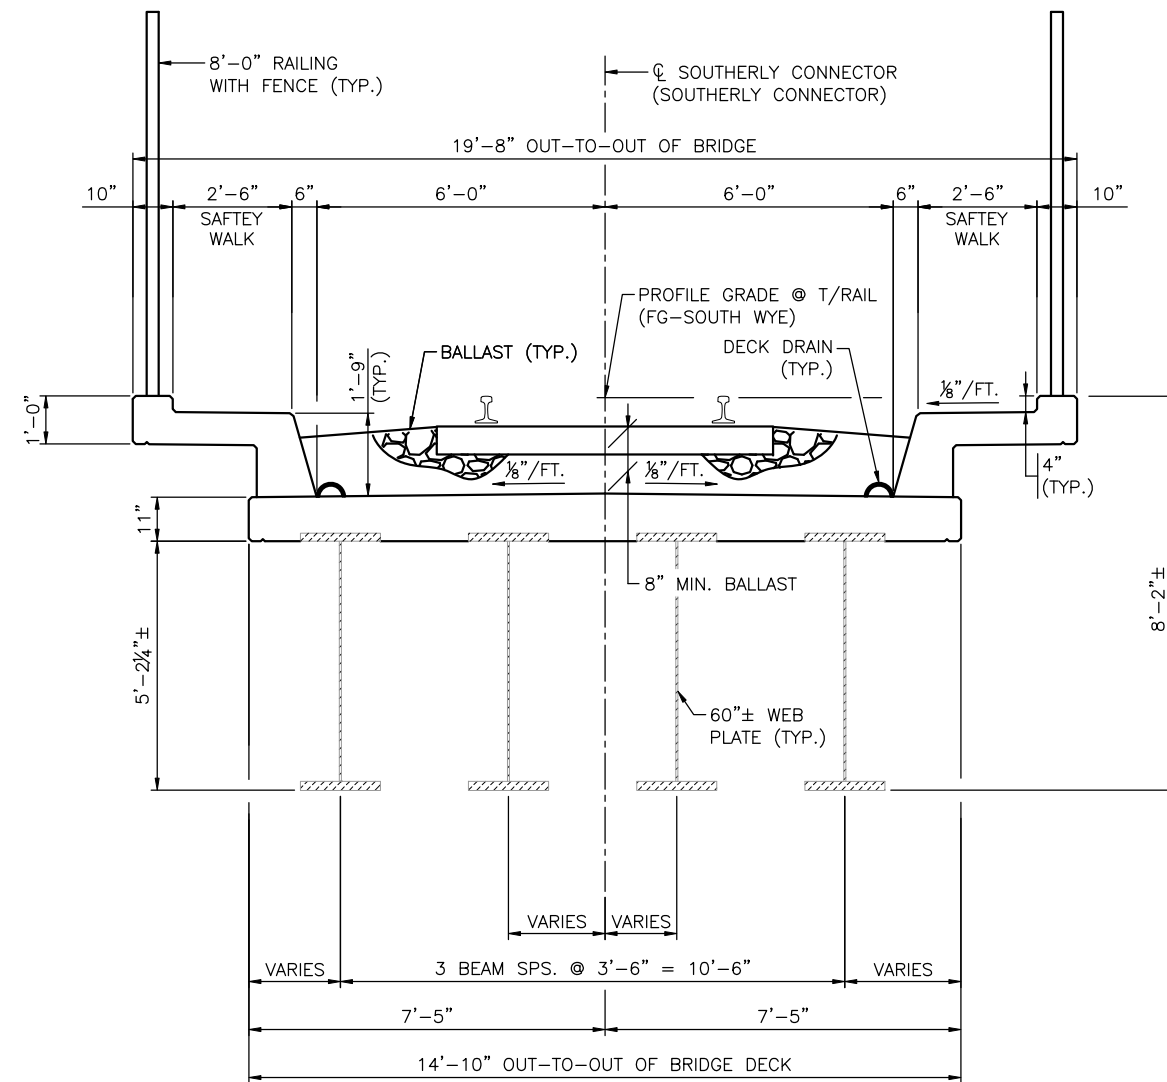 8'-0" RAILING
WITH FENCE (TYP.)
℄ SOUTHERLY CONNECTOR
(SOUTHERLY CONNECTOR)
19'-8" OUT-TO-OUT OF BRIDGE
10" 2'-6" 6" 6'-0" 6'-0" 6" 2'-6" 10"
SAFTEY
WALK
SAFTEY
WALK
PROFILE GRADE @ T/RAIL
(FG-SOUTH WYE)
BALLAST (TYP.)
DECK DRAIN
(TYP.)
1'-9"
(TYP.)
⅛"/FT.
1'-0"
⅛"/FT. ⅛"/FT.
4"
(TYP.)
11"
8" MIN. BALLAST
8'-2"±
5'-2¼"±
60"± WEB
PLATE (TYP.)
VARIES VARIES
VARIES 3 BEAM SPS. @ 3'-6" = 10'-6" VARIES
7'-5" 7'-5"
14'-10" OUT-TO-OUT OF BRIDGE DECK